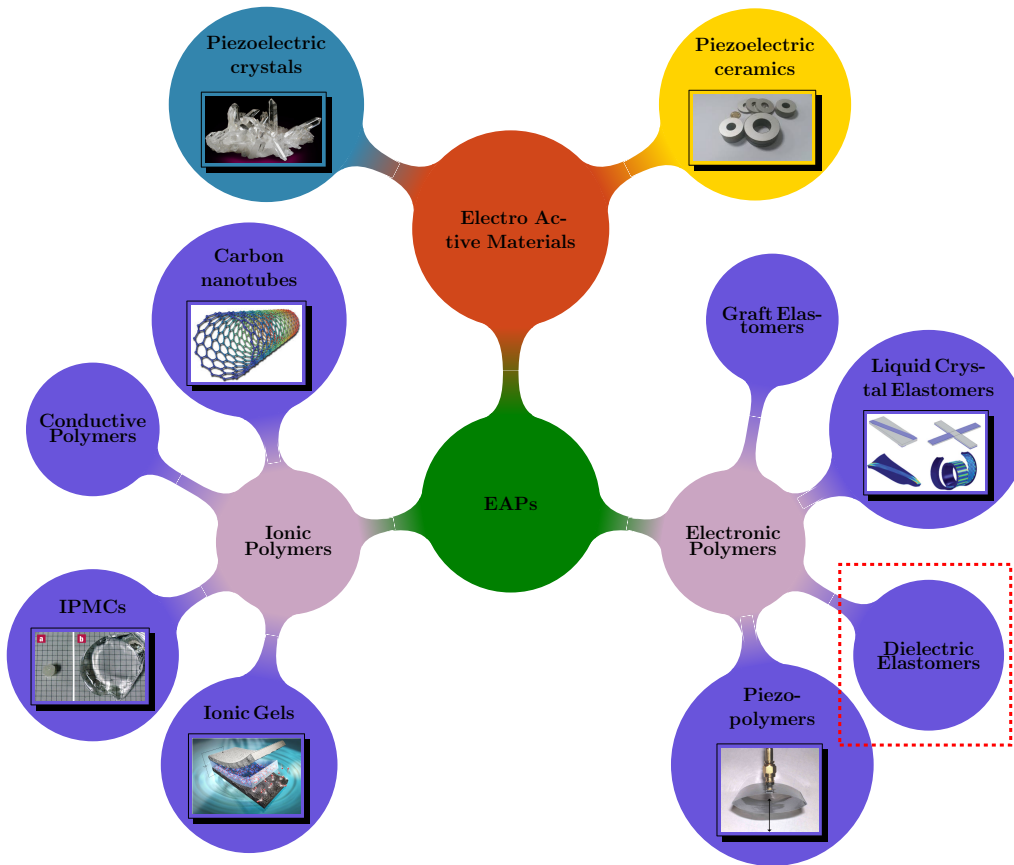 Piezoelectric
crystals
Piezoelectric
ceramics
Electro Ac-
tive Materials
Carbon
nanotubes
Graft Elas-
tomers
Liquid Crys-
tal Elastomers
Conductive
Polymers
EAPs
Ionic
Polymers
Electronic
Polymers
IPMCs
a
b
Dielectric
Elastomers
Ionic Gels
Piezo-
polymers